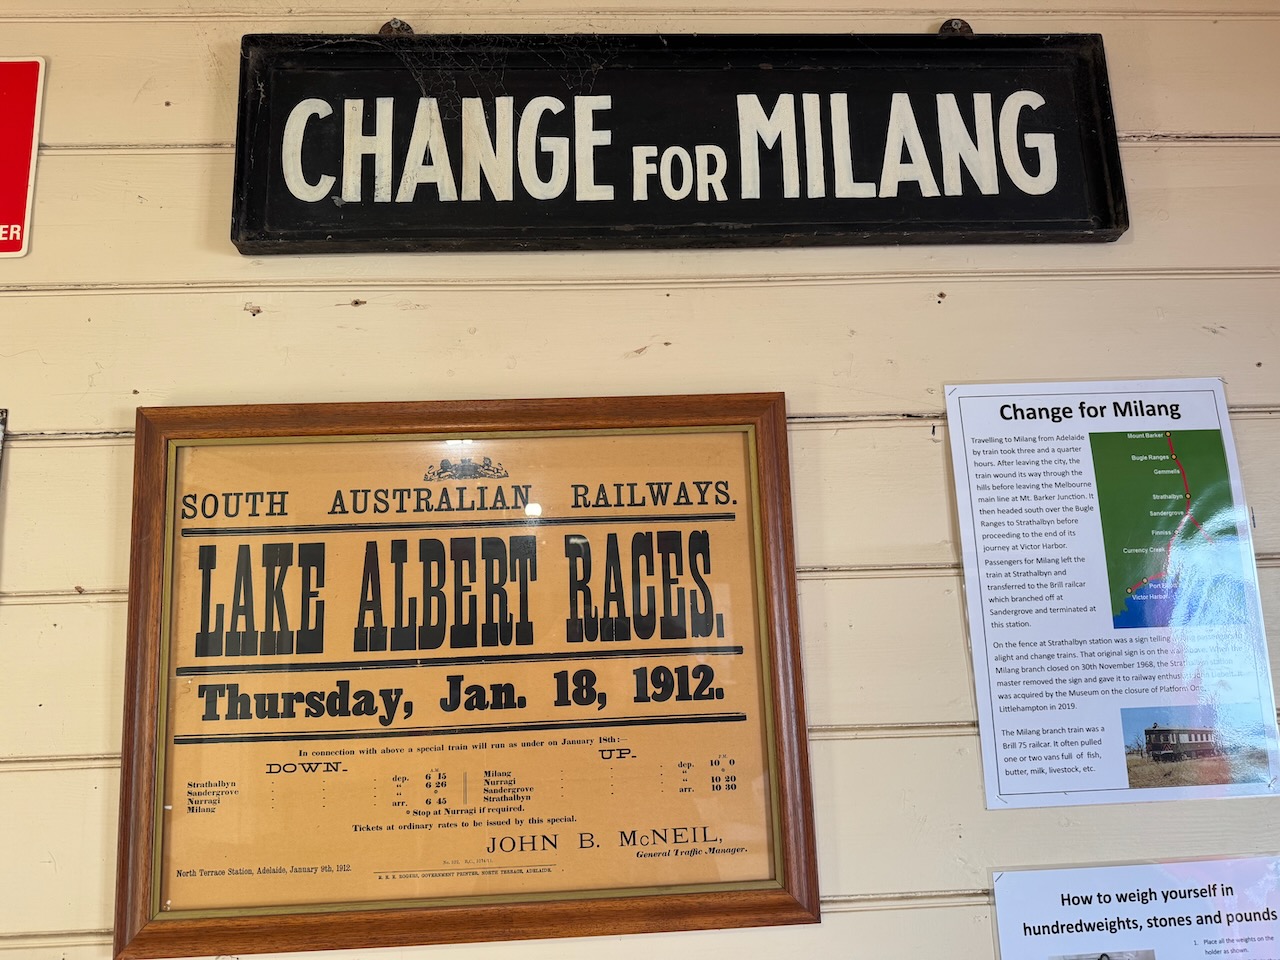 CHANGE FOR MILANG
ER
SOUTH AUSTRALIAN RAILWAYS.
LAKE ALBERT RACES.
Thursday, Jan. 18, 1912.
In connection with above a special train will run as under on January 18th:—
DOWN.
A.M.
Strathalbyn dep. 6 15
Sandergrove " 6 26
Nurragi " *
Milang arr. 6 45
UP.
P.M.
Milang dep. 10 0
Nurragi " *
Sandergrove " 10 20
Strathalbyn arr. 10 30
* Stop at Nurragi if required.
Tickets at ordinary rates to be issued by this special.
JOHN B. McNEIL,
General Traffic Manager.
North Terrace Station, Adelaide, January 9th, 1912.
ROGERS, GOVERNMENT PRINTER, NORTH TERRACE, ADELAIDE.
Change for Milang
Travelling to Milang from Adelaide
by train took three and a quarter
hours. After leaving the city, the
train wound its way through the
hills before leaving the Melbourne
main line at Mt. Barker Junction. It
then headed south over the Bugle
Ranges to Strathalbyn before
proceeding to the end of its
journey at Victor Harbor.
Passengers for Milang left the
train at Strathalbyn and
transferred to the Brill railcar
which branched off at
Sandergrove and terminated at
this station.
Mount Barker
Bugle Ranges
Gemmells
Strathalbyn
Sandergrove
Finniss
Currency Creek
Port
Victor Harbor
On the fence at Strathalbyn station was a sign telling to
alight and change trains. That original sign is on the When the
Milang branch closed on 30th November 1968, the station
master removed the sign and gave it to railway enthusiast
was acquired by the Museum on the closure of Platform One,
Littlehampton in 2019.
The Milang branch train was a
Brill 75 railcar. It often pulled
one or two vans full of fish,
butter, milk, livestock, etc.
How to weigh yourself in
hundredweights, stones and pounds
1. Place all the weights on the
holder as shown.